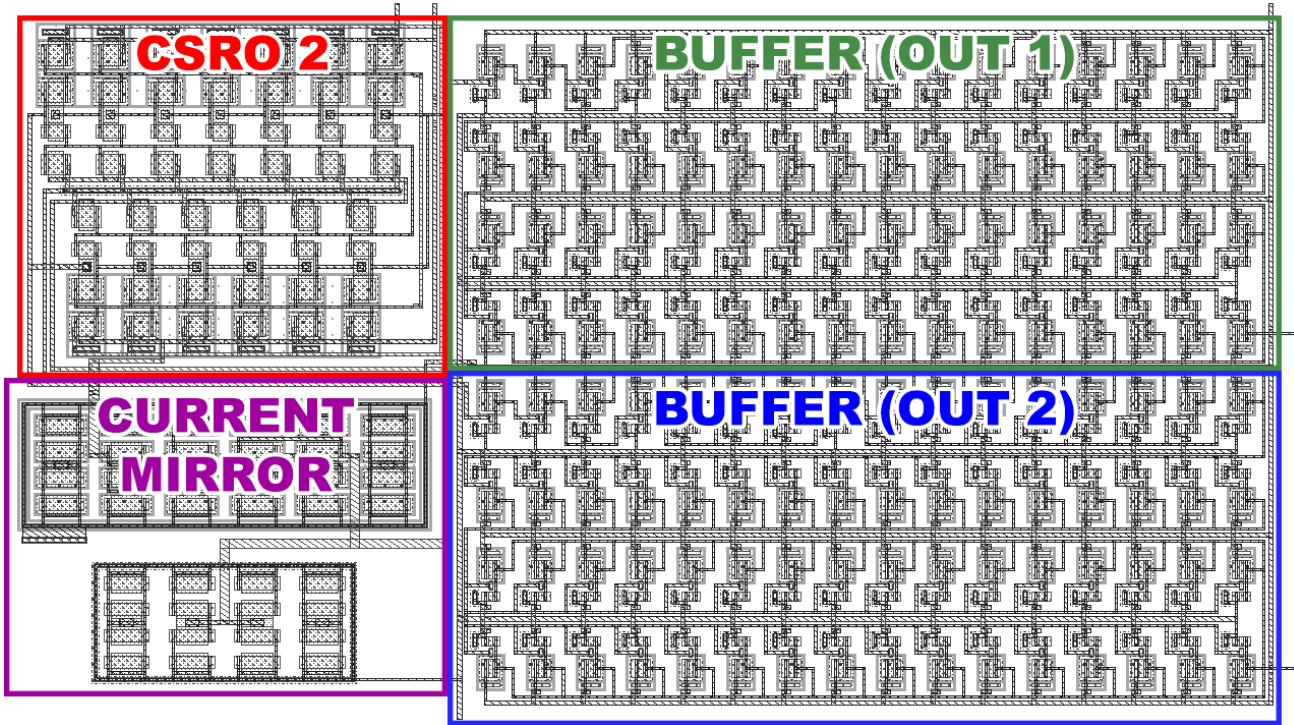 CSRO 2
BUFFER (OUT 1)
CURRENT
MIRROR
BUFFER (OUT 2)